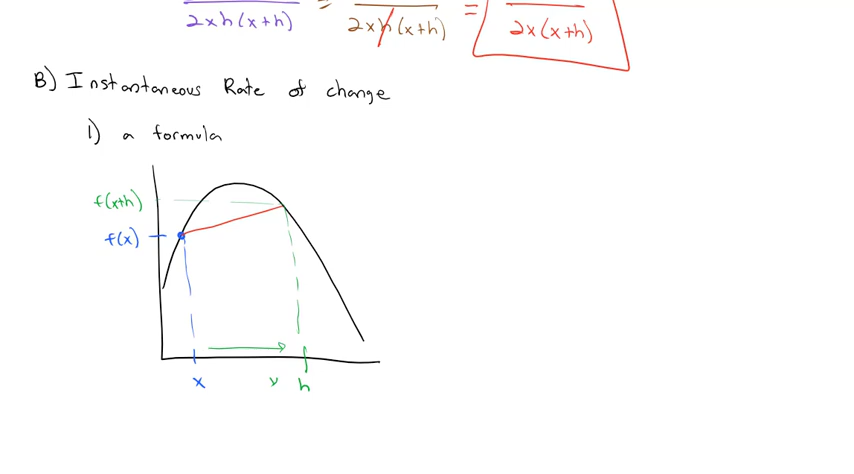 2xh(x+h) = 2xh(x+h) = 2x(x+h)
B) Instantaneous Rate of change
1) a formula
f(x+h)
f(x)
x
h